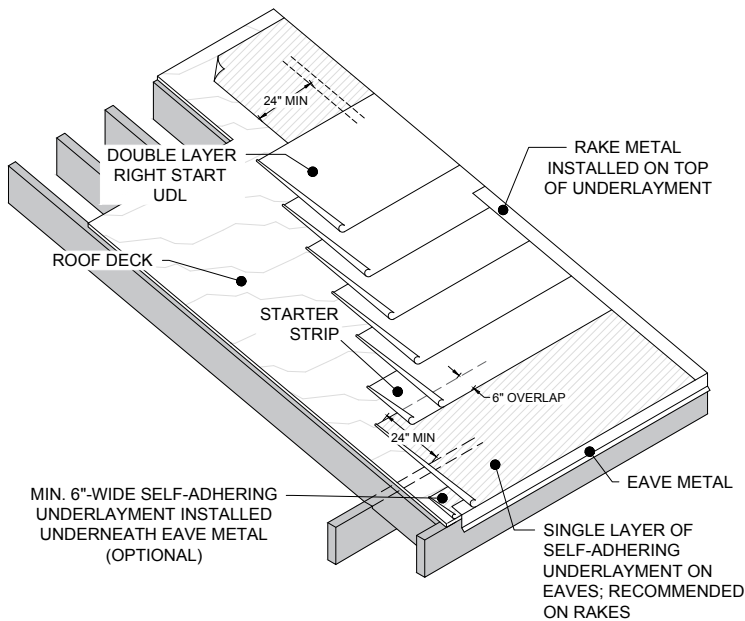 24" MIN
DOUBLE LAYER
RIGHT START
UDL
RAKE METAL
INSTALLED ON TOP
OF UNDERLAYMENT
ROOF DECK
STARTER
STRIP
6" OVERLAP
24" MIN
EAVE METAL
MIN. 6"-WIDE SELF-ADHERING
UNDERLAYMENT INSTALLED
UNDERNEATH EAVE METAL
(OPTIONAL)
SINGLE LAYER OF
SELF-ADHERING
UNDERLAYMENT ON
EAVES; RECOMMENDED
ON RAKES